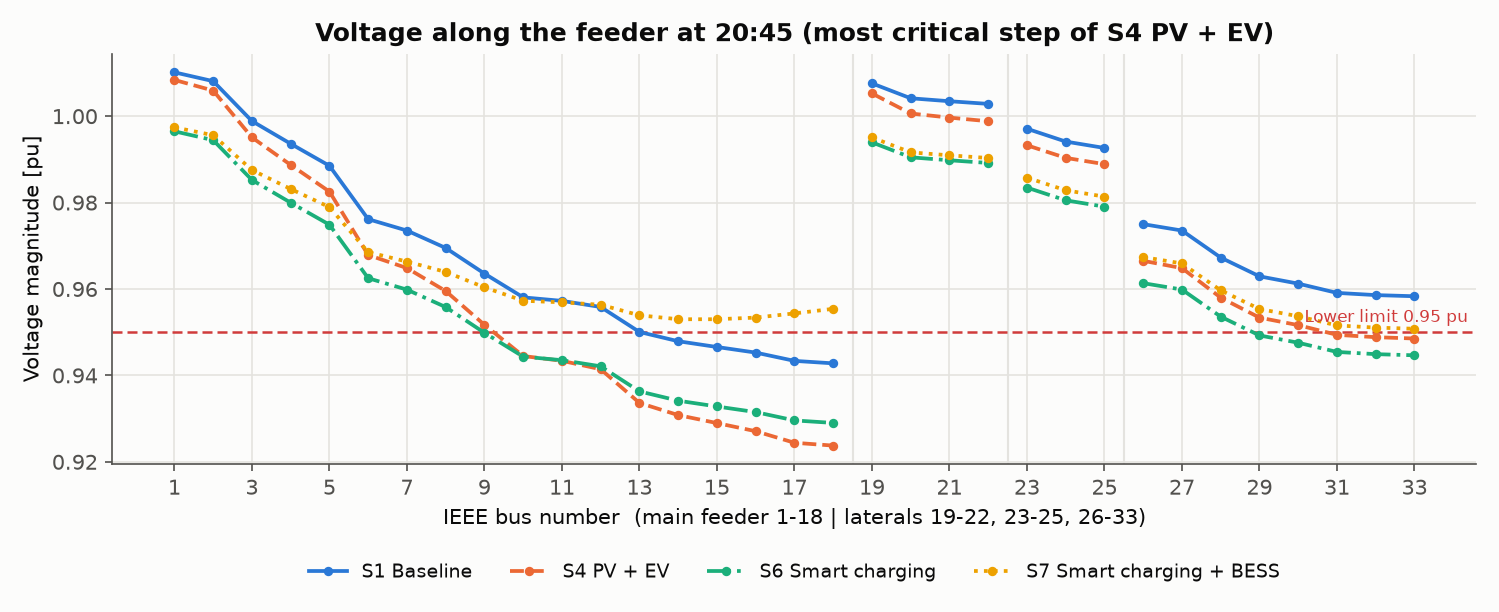 Voltage along the feeder at 20:45 (most critical step of S4 PV + EV)
Voltage magnitude [pu]
1.00
0.98
0.96
0.94
0.92
Lower limit 0.95 pu
1 3 5 7 9 11 13 15 17 19 21 23 25 27 29 31 33
IEEE bus number (main feeder 1-18 | laterals 19-22, 23-25, 26-33)
S1 Baseline S4 PV + EV S6 Smart charging S7 Smart charging + BESS